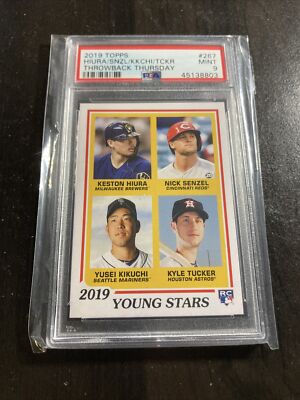 2019 TOPPS #267
HIURA/SNZL/KKCHI/TCKR MINT
THROWBACK THURSDAY 9
PSA 45138803
KESTON HIURA
MILWAUKEE BREWERS
NICK SENZEL
CINCINNATI REDS
YUSEI KIKUCHI
SEATTLE MARINERS
KYLE TUCKER
HOUSTON ASTROS
2019 YOUNG STARS
RC